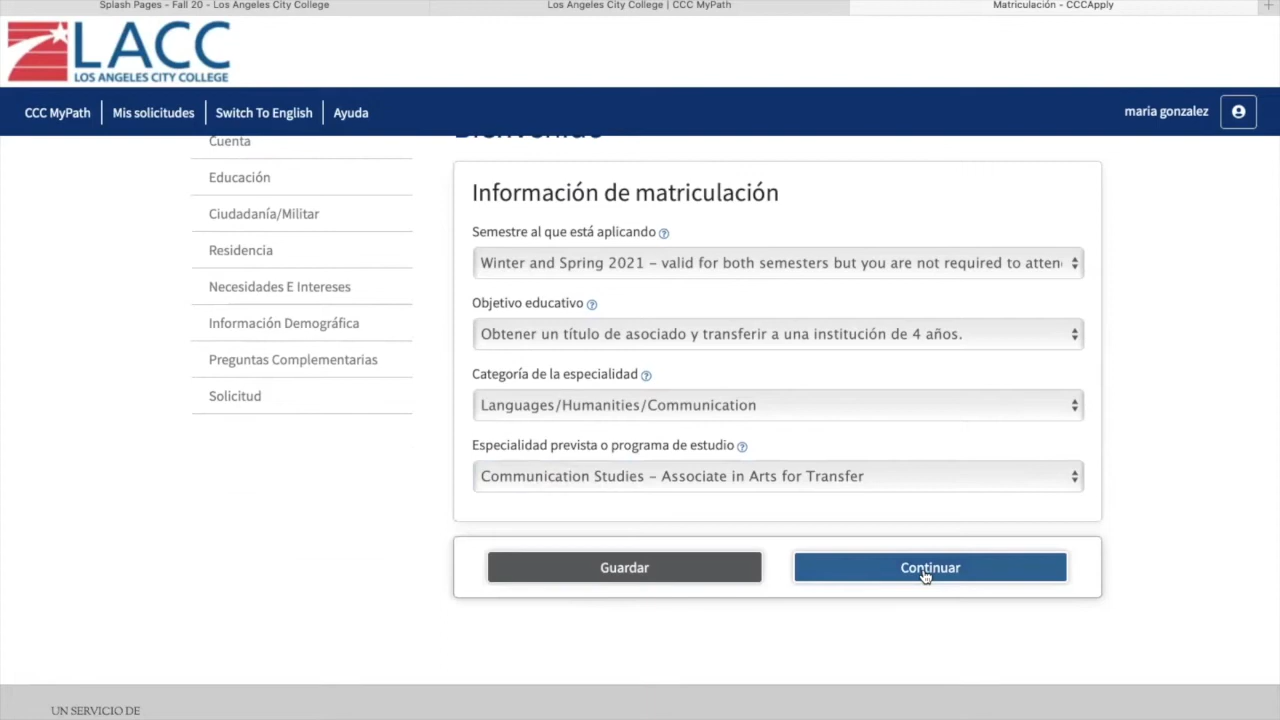 Splash Pages - Fall 20 - Los Angeles City College
Los Angeles City College | CCC MyPath
Matriculación - CCCApply
LACC
LOS ANGELES CITY COLLEGE
CCC MyPath
Mis solicitudes
Switch To English
Ayuda
maria gonzalez
Bienvenido
Cuenta
Educación
Ciudadanía/Militar
Residencia
Necesidades E Intereses
Información Demográfica
Preguntas Complementarias
Solicitud
Información de matriculación
Semestre al que está aplicando
Winter and Spring 2021 – valid for both semesters but you are not required to atten
Objetivo educativo
Obtener un título de asociado y transferir a una institución de 4 años.
Categoría de la especialidad
Languages/Humanities/Communication
Especialidad prevista o programa de estudio
Communication Studies – Associate in Arts for Transfer
Guardar
Continuar
UN SERVICIO DE